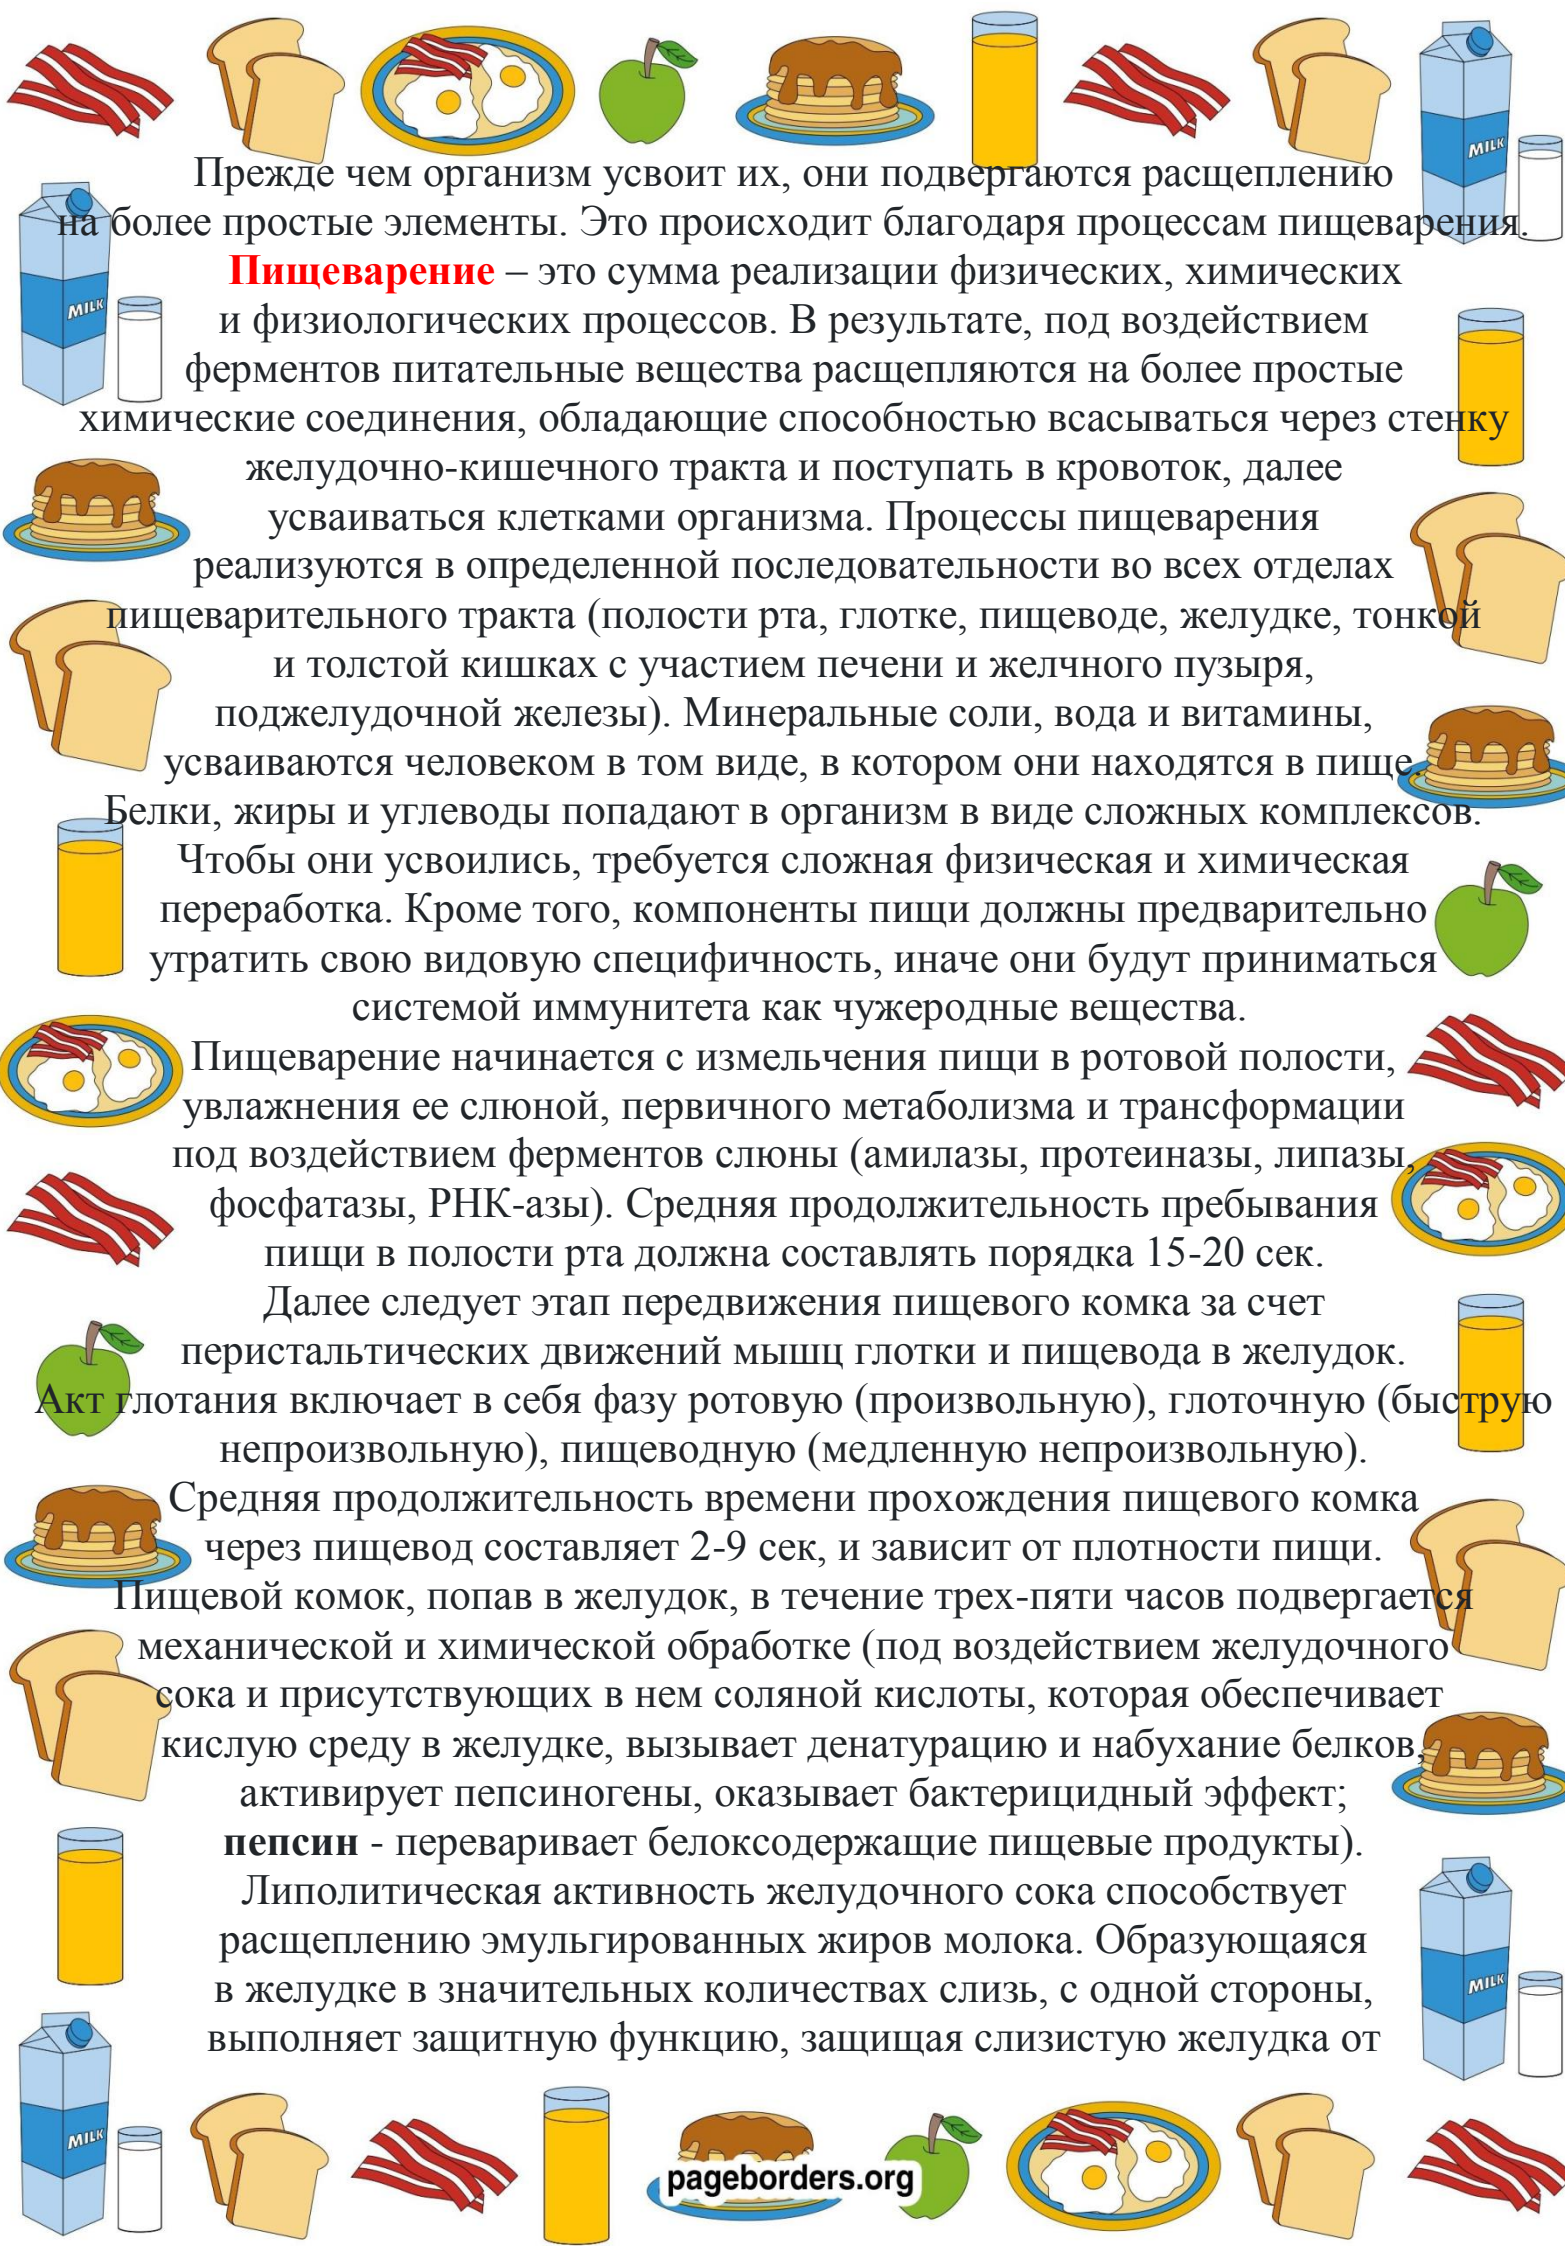 MILK
Прежде чем организм усвоит их, они подвергаются расщеплению
на более простые элементы. Это происходит благодаря процессам пищеварения.
Пищеварение – это сумма реализации физических, химических
MILK
и физиологических процессов. В результате, под воздействием
ферментов питательные вещества расщепляются на более простые
химические соединения, обладающие способностью всасываться через стенку
желудочно-кишечного тракта и поступать в кровоток, далее
усваиваться клетками организма. Процессы пищеварения
реализуются в определенной последовательности во всех отделах
пищеварительного тракта (полости рта, глотке, пищеводе, желудке, тонкой
и толстой кишках с участием печени и желчного пузыря,
поджелудочной железы). Минеральные соли, вода и витамины,
усваиваются человеком в том виде, в котором они находятся в пище.
Белки, жиры и углеводы попадают в организм в виде сложных комплексов.
Чтобы они усвоились, требуется сложная физическая и химическая
переработка. Кроме того, компоненты пищи должны предварительно
утратить свою видовую специфичность, иначе они будут приниматься
системой иммунитета как чужеродные вещества.
Пищеварение начинается с измельчения пищи в ротовой полости,
увлажнения ее слюной, первичного метаболизма и трансформации
под воздействием ферментов слюны (амилазы, протеиназы, липазы,
фосфатазы, РНК-азы). Средняя продолжительность пребывания
пищи в полости рта должна составлять порядка 15-20 сек.
Далее следует этап передвижения пищевого комка за счет
перистальтических движений мышц глотки и пищевода в желудок.
Акт глотания включает в себя фазу ротовую (произвольную), глоточную (быструю
непроизвольную), пищеводную (медленную непроизвольную).
Средняя продолжительность времени прохождения пищевого комка
через пищевод составляет 2-9 сек, и зависит от плотности пищи.
Пищевой комок, попав в желудок, в течение трех-пяти часов подвергается
механической и химической обработке (под воздействием желудочного
сока и присутствующих в нем соляной кислоты, которая обеспечивает
кислую среду в желудке, вызывает денатурацию и набухание белков,
активирует пепсиногены, оказывает бактерицидный эффект;
пепсин - переваривает белоксодержащие пищевые продукты).
Липолитическая активность желудочного сока способствует
расщеплению эмульгированных жиров молока. Образующаяся
в желудке в значительных количествах слизь, с одной стороны,
MILK
выполняет защитную функцию, защищая слизистую желудка от
MILK
pageborders.org